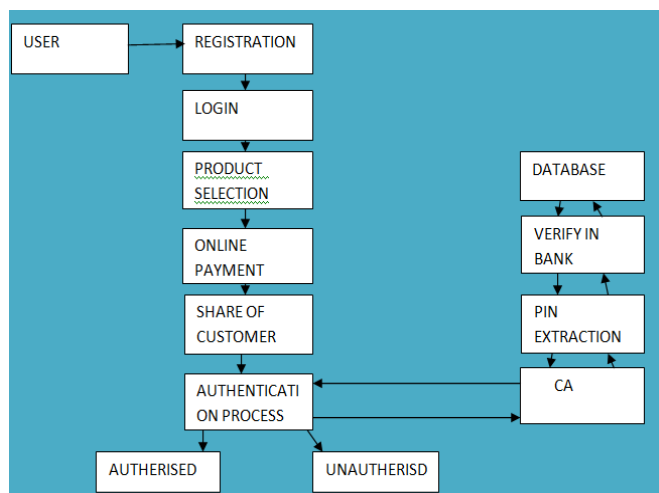 USER
REGISTRATION
LOGIN
PRODUCT
SELECTION
DATABASE
ONLINE
PAYMENT
VERIFY IN
BANK
SHARE OF
CUSTOMER
PIN
EXTRACTION
AUTHENTICATI
ON PROCESS
CA
AUTHERISED
UNAUTHERISD